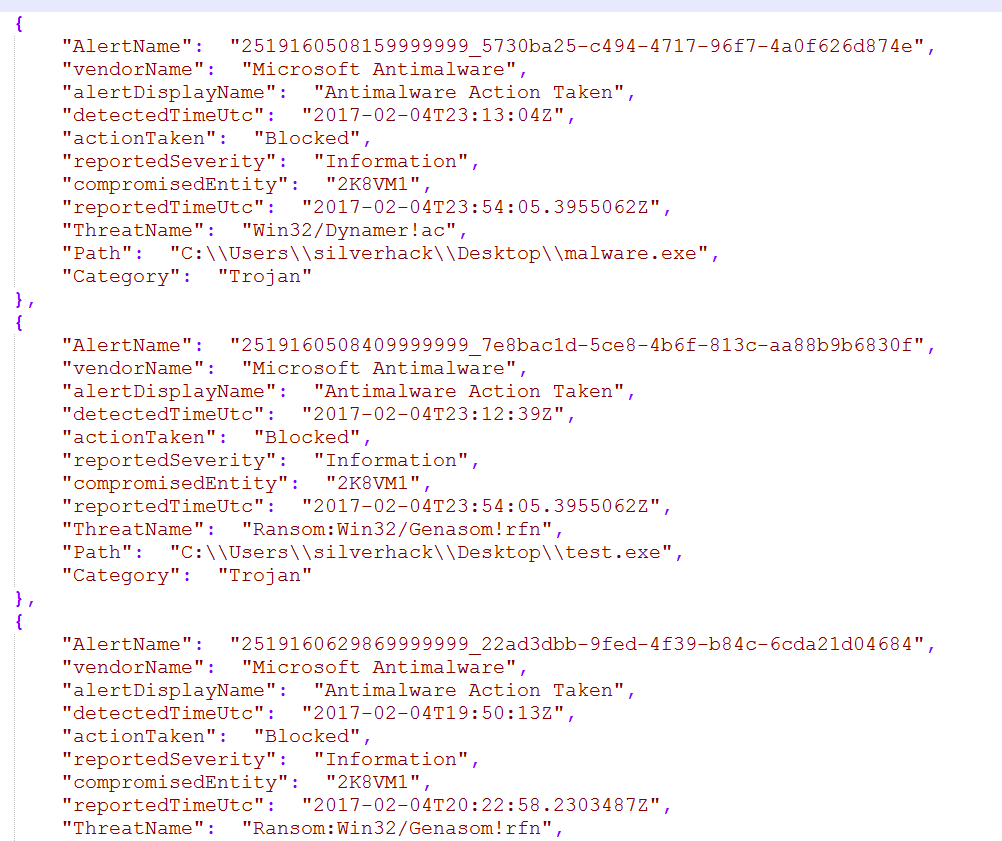 {
"AlertName": "2519160508159999999_5730ba25-c494-4717-96f7-4a0f626d874e",
"vendorName": "Microsoft Antimalware",
"alertDisplayName": "Antimalware Action Taken",
"detectedTimeUtc": "2017-02-04T23:13:04Z",
"actionTaken": "Blocked",
"reportedSeverity": "Information",
"compromisedEntity": "2K8VM1",
"reportedTimeUtc": "2017-02-04T23:54:05.3955062Z",
"ThreatName": "Win32/Dynamer!ac",
"Path": "C:\\Users\\silverhack\\Desktop\\malware.exe",
"Category": "Trojan"
},
{
"AlertName": "2519160508409999999_7e8bac1d-5ce8-4b6f-813c-aa88b9b6830f",
"vendorName": "Microsoft Antimalware",
"alertDisplayName": "Antimalware Action Taken",
"detectedTimeUtc": "2017-02-04T23:12:39Z",
"actionTaken": "Blocked",
"reportedSeverity": "Information",
"compromisedEntity": "2K8VM1",
"reportedTimeUtc": "2017-02-04T23:54:05.3955062Z",
"ThreatName": "Ransom:Win32/Genasom!rfn",
"Path": "C:\\Users\\silverhack\\Desktop\\test.exe",
"Category": "Trojan"
},
{
"AlertName": "2519160629869999999_22ad3dbb-9fed-4f39-b84c-6cda21d04684",
"vendorName": "Microsoft Antimalware",
"alertDisplayName": "Antimalware Action Taken",
"detectedTimeUtc": "2017-02-04T19:50:13Z",
"actionTaken": "Blocked",
"reportedSeverity": "Information",
"compromisedEntity": "2K8VM1",
"reportedTimeUtc": "2017-02-04T20:22:58.2303487Z",
"ThreatName": "Ransom:Win32/Genasom!rfn",